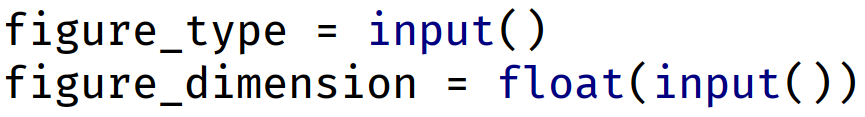 figure_type = input()
figure_dimension = float(input())